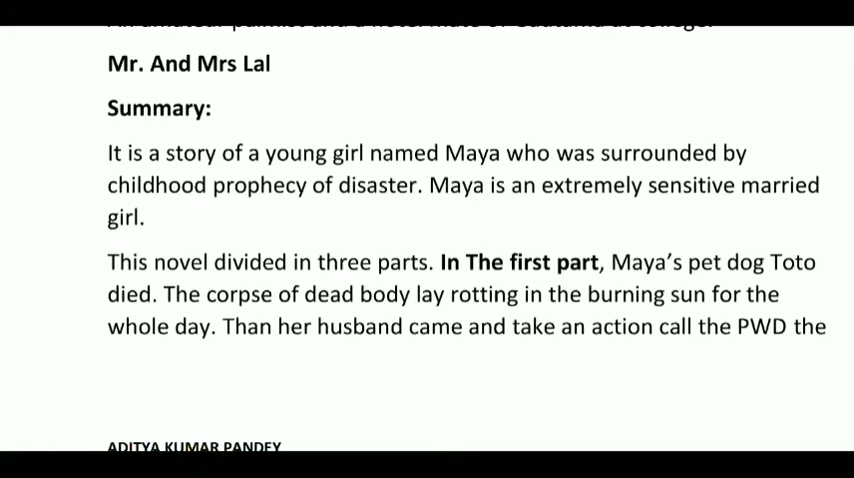 Mr. And Mrs Lal
Summary:
It is a story of a young girl named Maya who was surrounded by
childhood prophecy of disaster. Maya is an extremely sensitive married
girl.
This novel divided in three parts. In The first part, Maya's pet dog Toto
died. The corpse of dead body lay rotting in the burning sun for the
whole day. Than her husband came and take an action call the PWD the
ADITYA KUMAR PANDEY